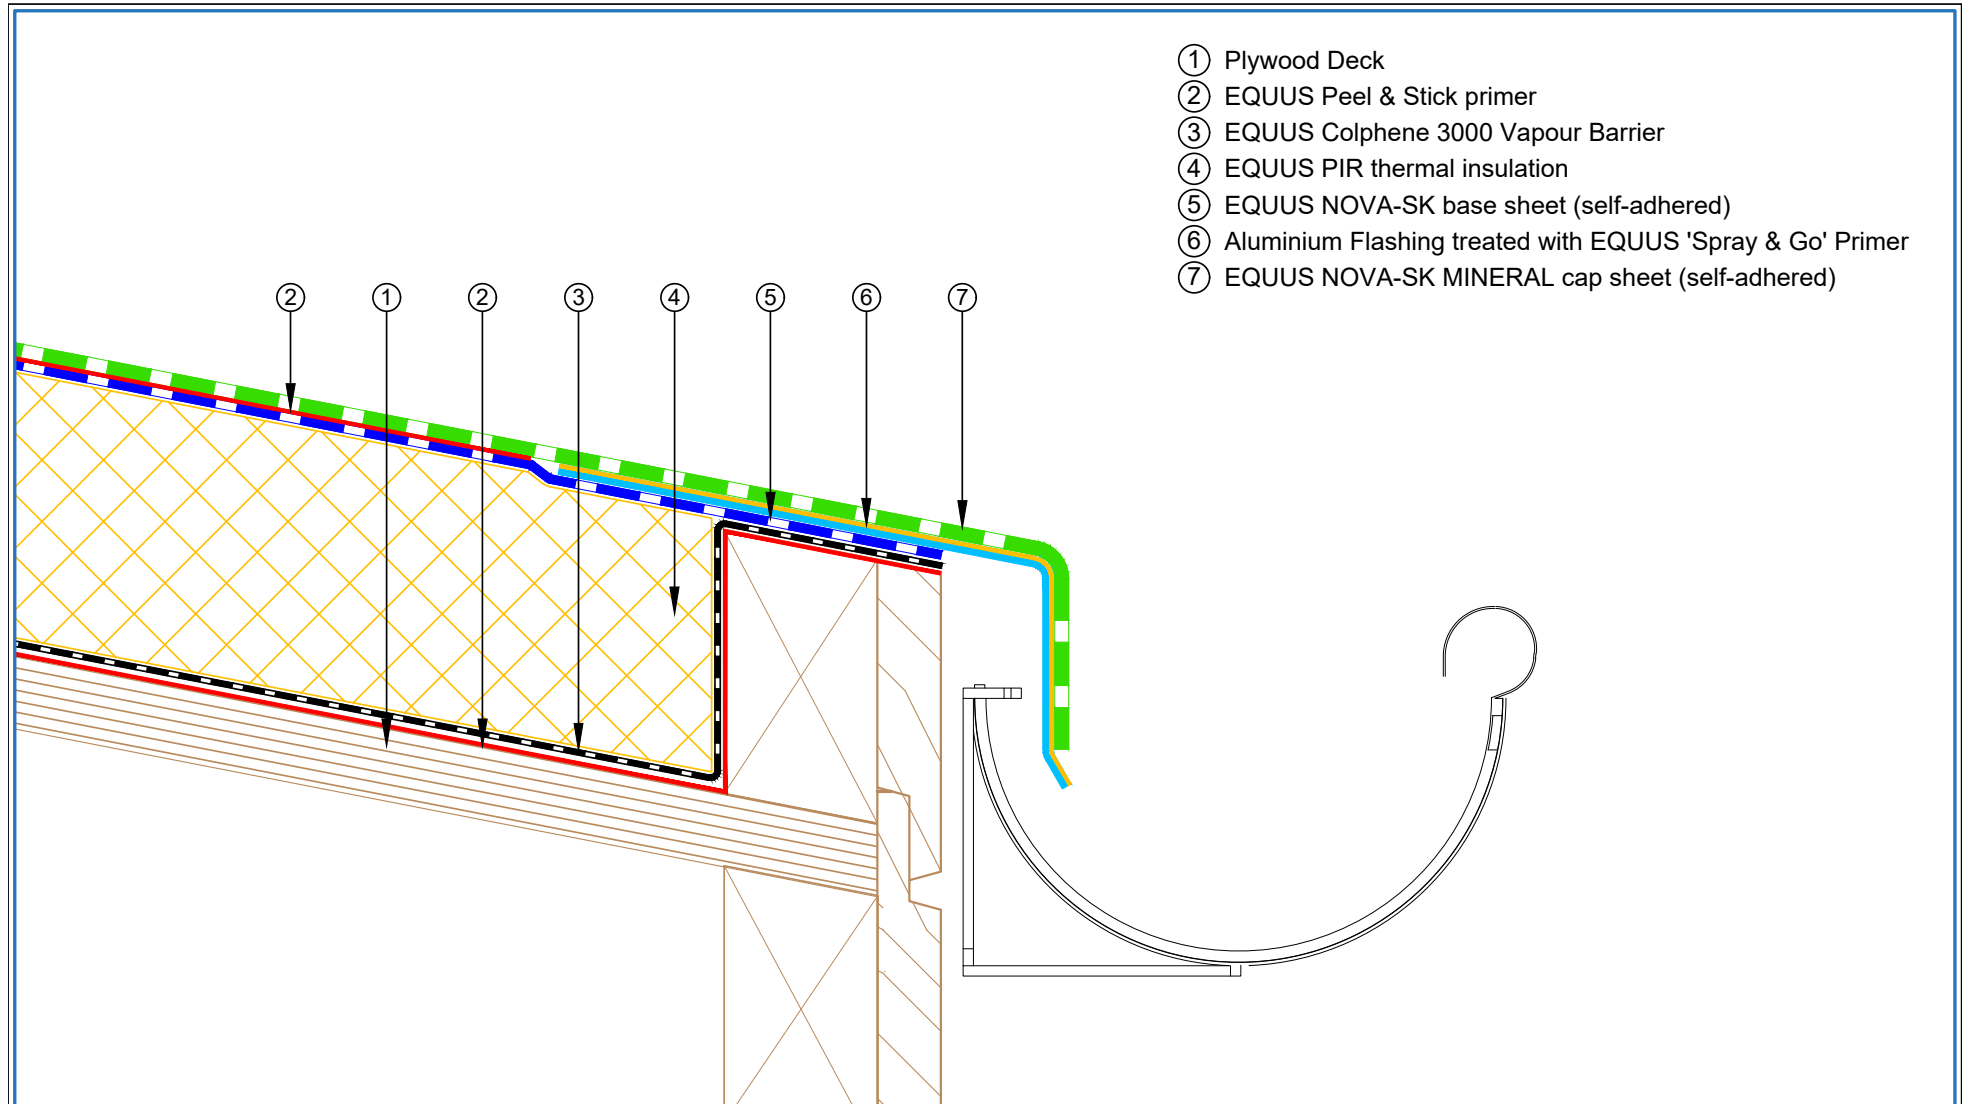 ① Plywood Deck
② EQUUS Peel & Stick primer
③ EQUUS Colphene 3000 Vapour Barrier
④ EQUUS PIR thermal insulation
⑤ EQUUS NOVA-SK base sheet (self-adhered)
⑥ Aluminium Flashing treated with EQUUS 'Spray & Go' Primer
⑦ EQUUS NOVA-SK MINERAL cap sheet (self-adhered)
② ① ② ③ ④ ⑤ ⑥ ⑦